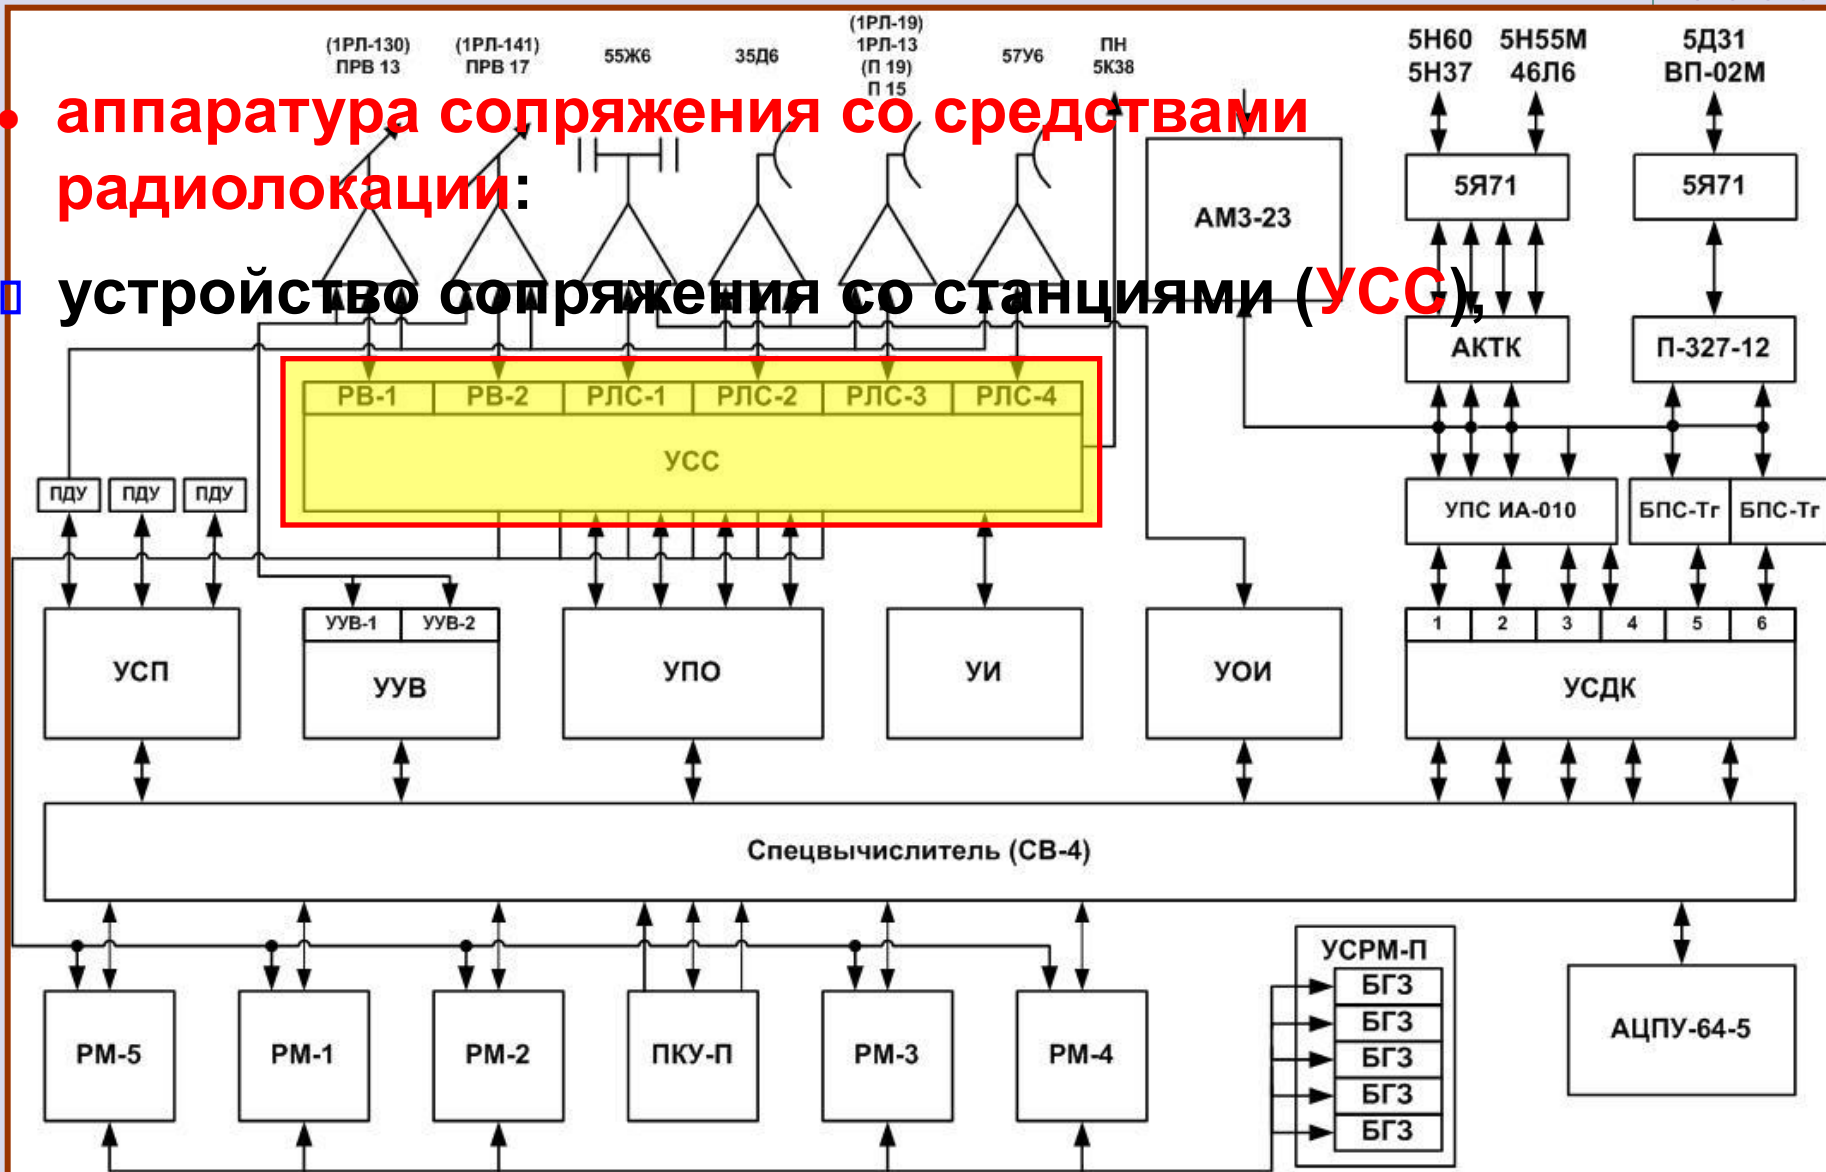 (1РЛ-130)
ПРВ 13
(1РЛ-141)
ПРВ 17
55Ж6
35Д6
(1РЛ-19)
1РЛ-13
(П 19)
П 15
57У6
ПН
5К38
5Н60
5Н37
5Н55М
46Л6
5Д31
ВП-02М
аппаратура сопряжения со средствами
радиолокации:
устройство сопряжения со станциями (УСС),
АМЗ-23
5Я71
5Я71
АКТК
П-327-12
РВ-1
РВ-2
РЛС-1
РЛС-2
РЛС-3
РЛС-4
УСС
ПДУ
ПДУ
ПДУ
УПС ИА-010
БПС-Тг
БПС-Тг
УСП
УУВ-1
УУВ-2
УУВ
УПО
УИ
УОИ
1
2
3
4
5
6
УСДК
Спецвычислитель (СВ-4)
РМ-5
РМ-1
РМ-2
ПКУ-П
РМ-3
РМ-4
УСРМ-П
БГЗ
БГЗ
БГЗ
БГЗ
БГЗ
АЦПУ-64-5